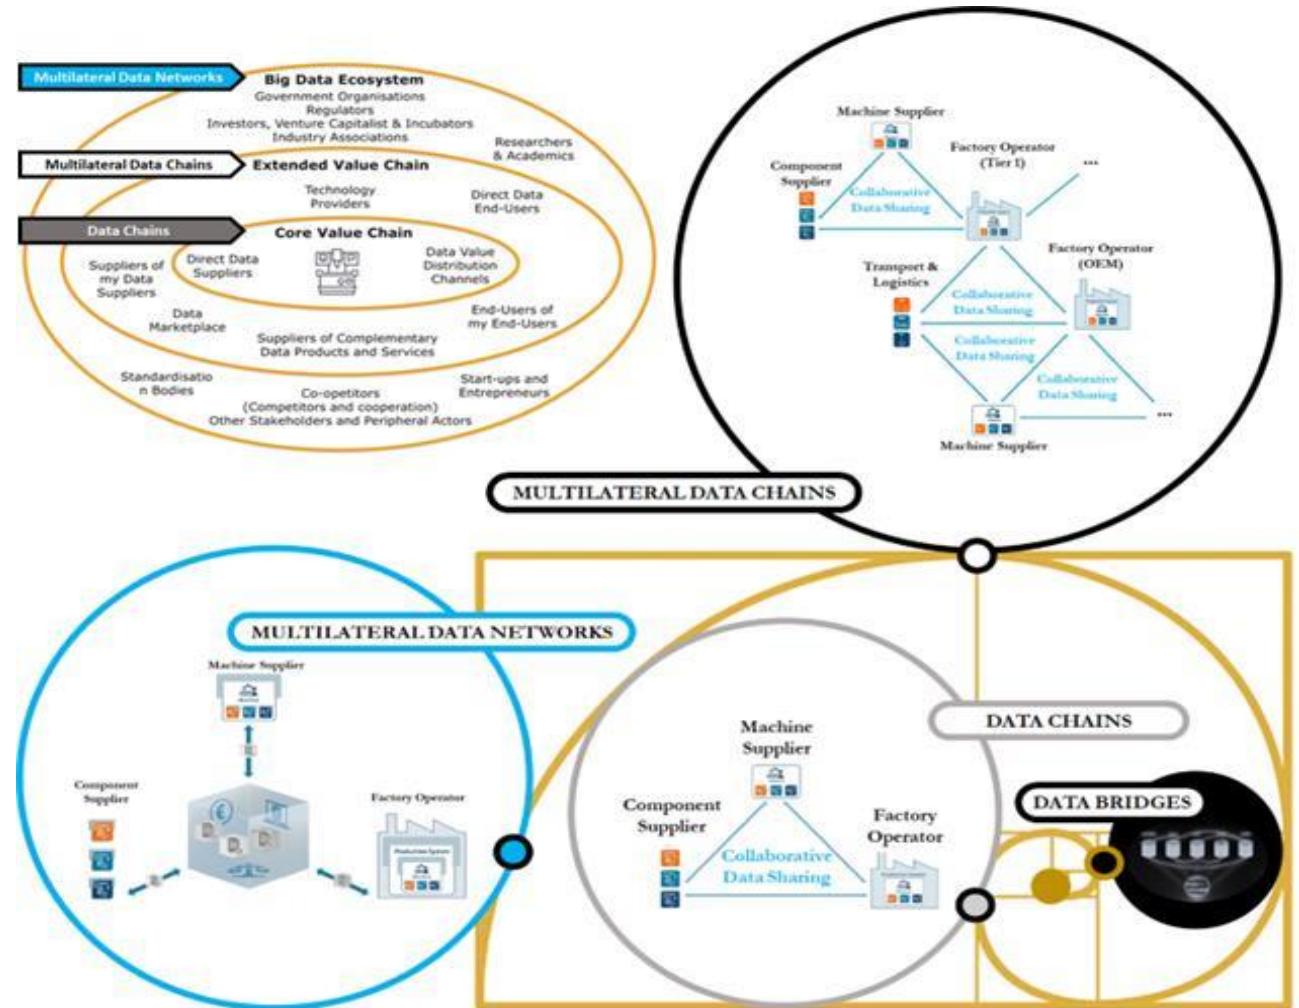 Multilateral Data Networks
Big Data Ecosystem
Government Organisations
Regulators
Investors, Venture Capitalist & Incubators
Industry Associations
Researchers
& Academics
Multilateral Data Chains
Extended Value Chain
Technology
Providers
Direct Data
End-Users
Data Chains
Core Value Chain
Direct Data
Suppliers
Data Value
Distribution
Channels
Suppliers of
my Data
Suppliers
Data
Marketplace
End-Users of
my End-Users
Suppliers of Complementary
Data Products and Services
Standardisatio
n Bodies
Co-opetitors
(Competitors and cooperation)
Other Stakeholders and Peripheral Actors
Start-ups and
Entrepreneurs
Machine Supplier
Component
Supplier
Collaborative
Data Sharing
Factory Operator
(Tier 1)
...
Factory Operator
(OEM)
Transport &
Logistics
Collaborative
Data Sharing
Collaborative
Data Sharing
Collaborative
Data Sharing
...
Machine Supplier
MULTILATERAL DATA CHAINS
MULTILATERAL DATA NETWORKS
Machine Supplier
Component
Supplier
Factory Operator
Production System
DATA CHAINS
Machine
Supplier
Component
Supplier
Factory
Operator
Collaborative
Data Sharing
DATA BRIDGES